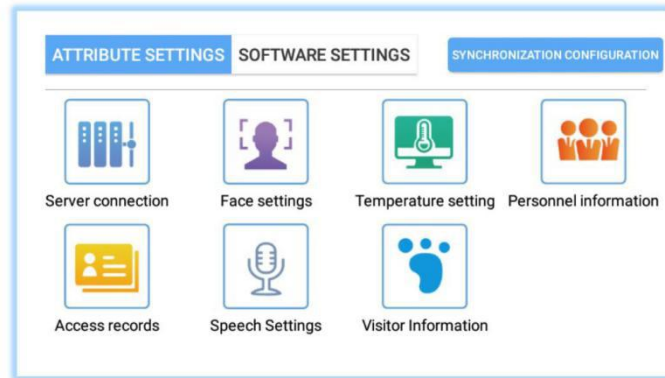 ATTRIBUTE SETTINGS SOFTWARE SETTINGS SYNCHRONIZATION CONFIGURATION
Server connection Face settings Temperature setting Personnel information
Access records Speech Settings Visitor Information